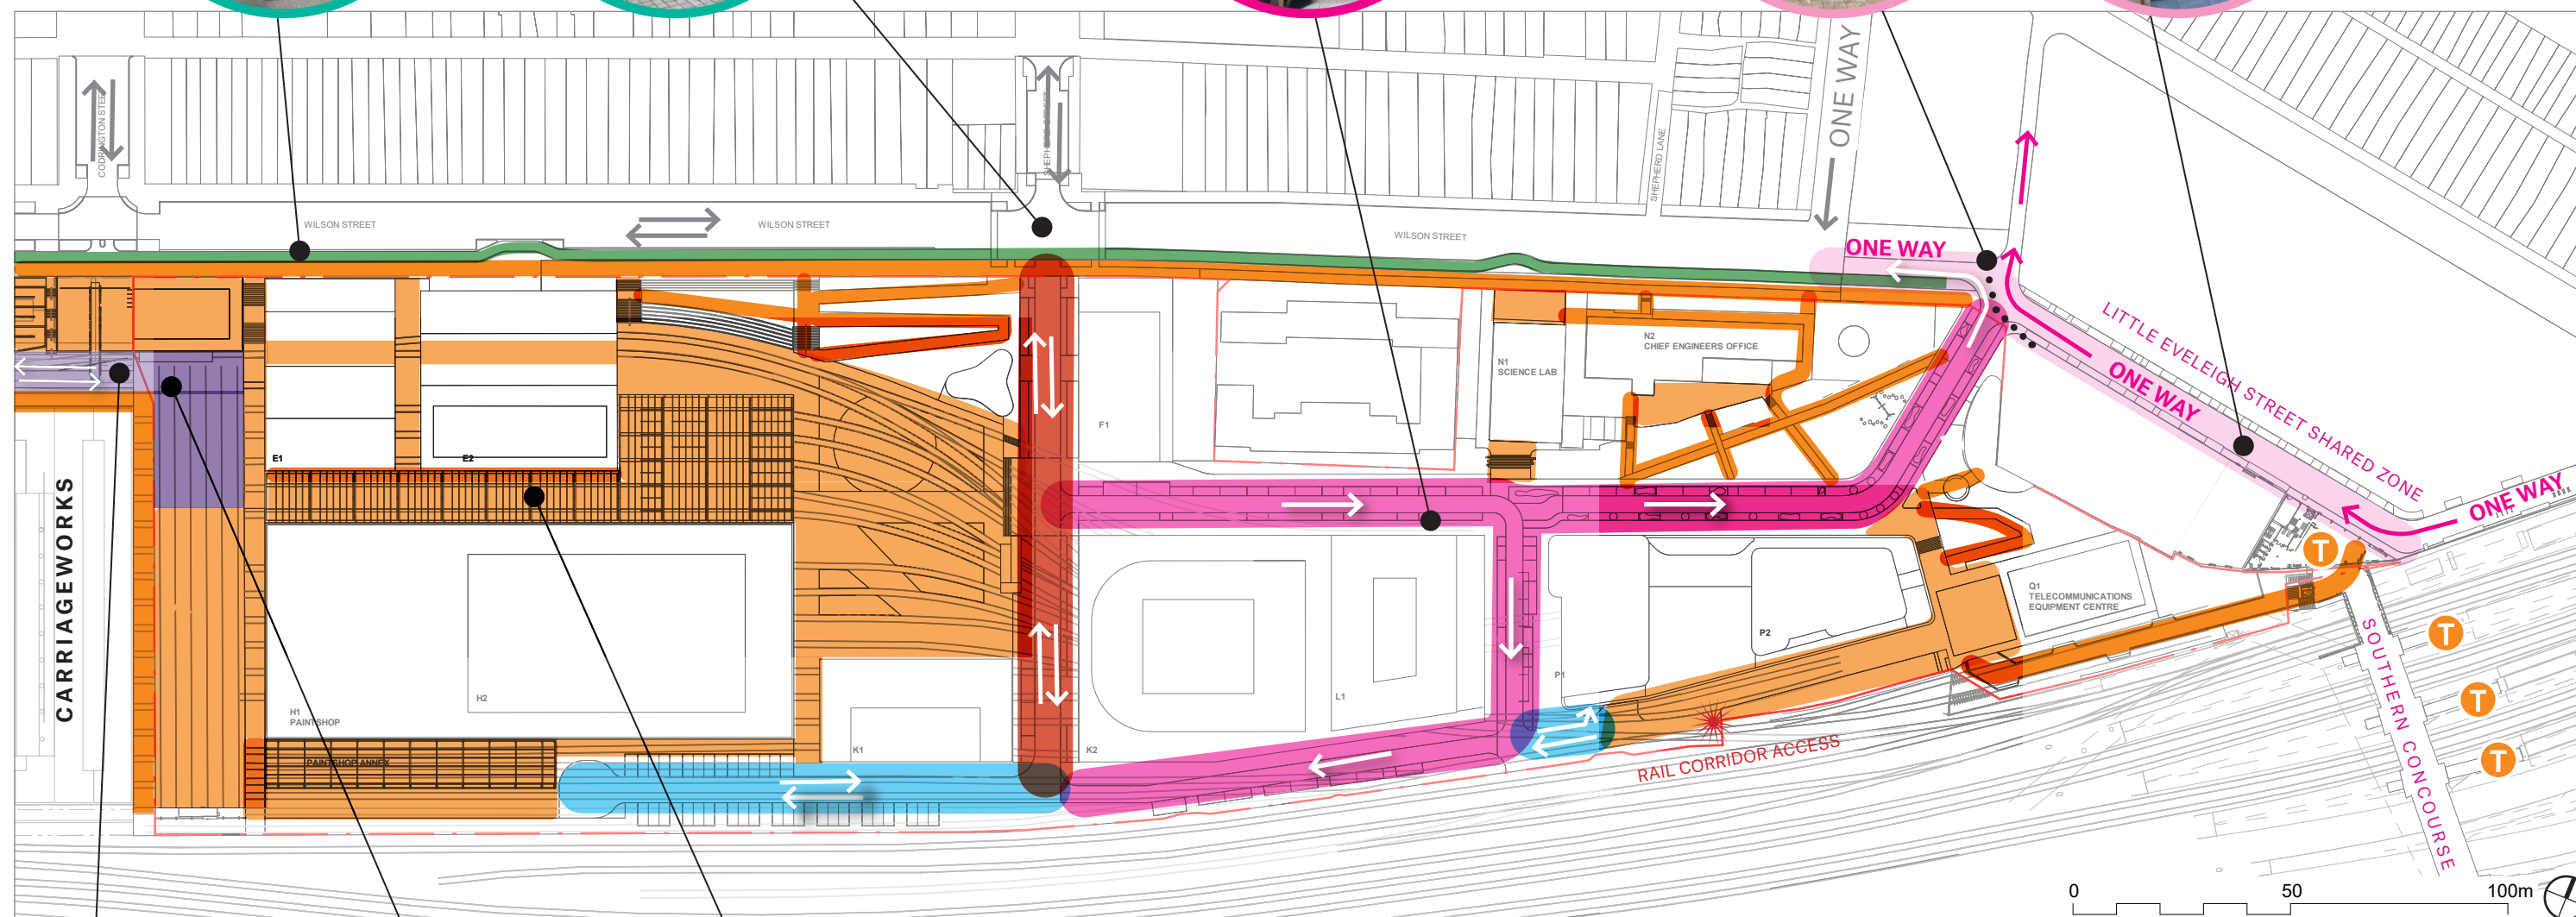 ONE WAY
CODRINGTON STEET
SHEPHERD STREET
SHEPHERD LANE
WILSON STREET
WILSON STREET
WILSON STREET
ONE WAY
LITTLE EVELEIGH STREET SHARED ZONE
ONE WAY
ONE WAY
N2
CHIEF ENGINEERS OFFICE
N1
SCIENCE LAB
F1
E1
E2
CARRIAGEWORKS
T
Q1
TELECOMMUNICATIONS
EQUIPMENT CENTRE
P2
T
P1
SOUTHERN CONCOURSE
H2
L1
T
H1
PAINTSHOP
K1
K2
T
PAINTSHOP ANNEX
RAIL CORRIDOR ACCESS
0 50 100m